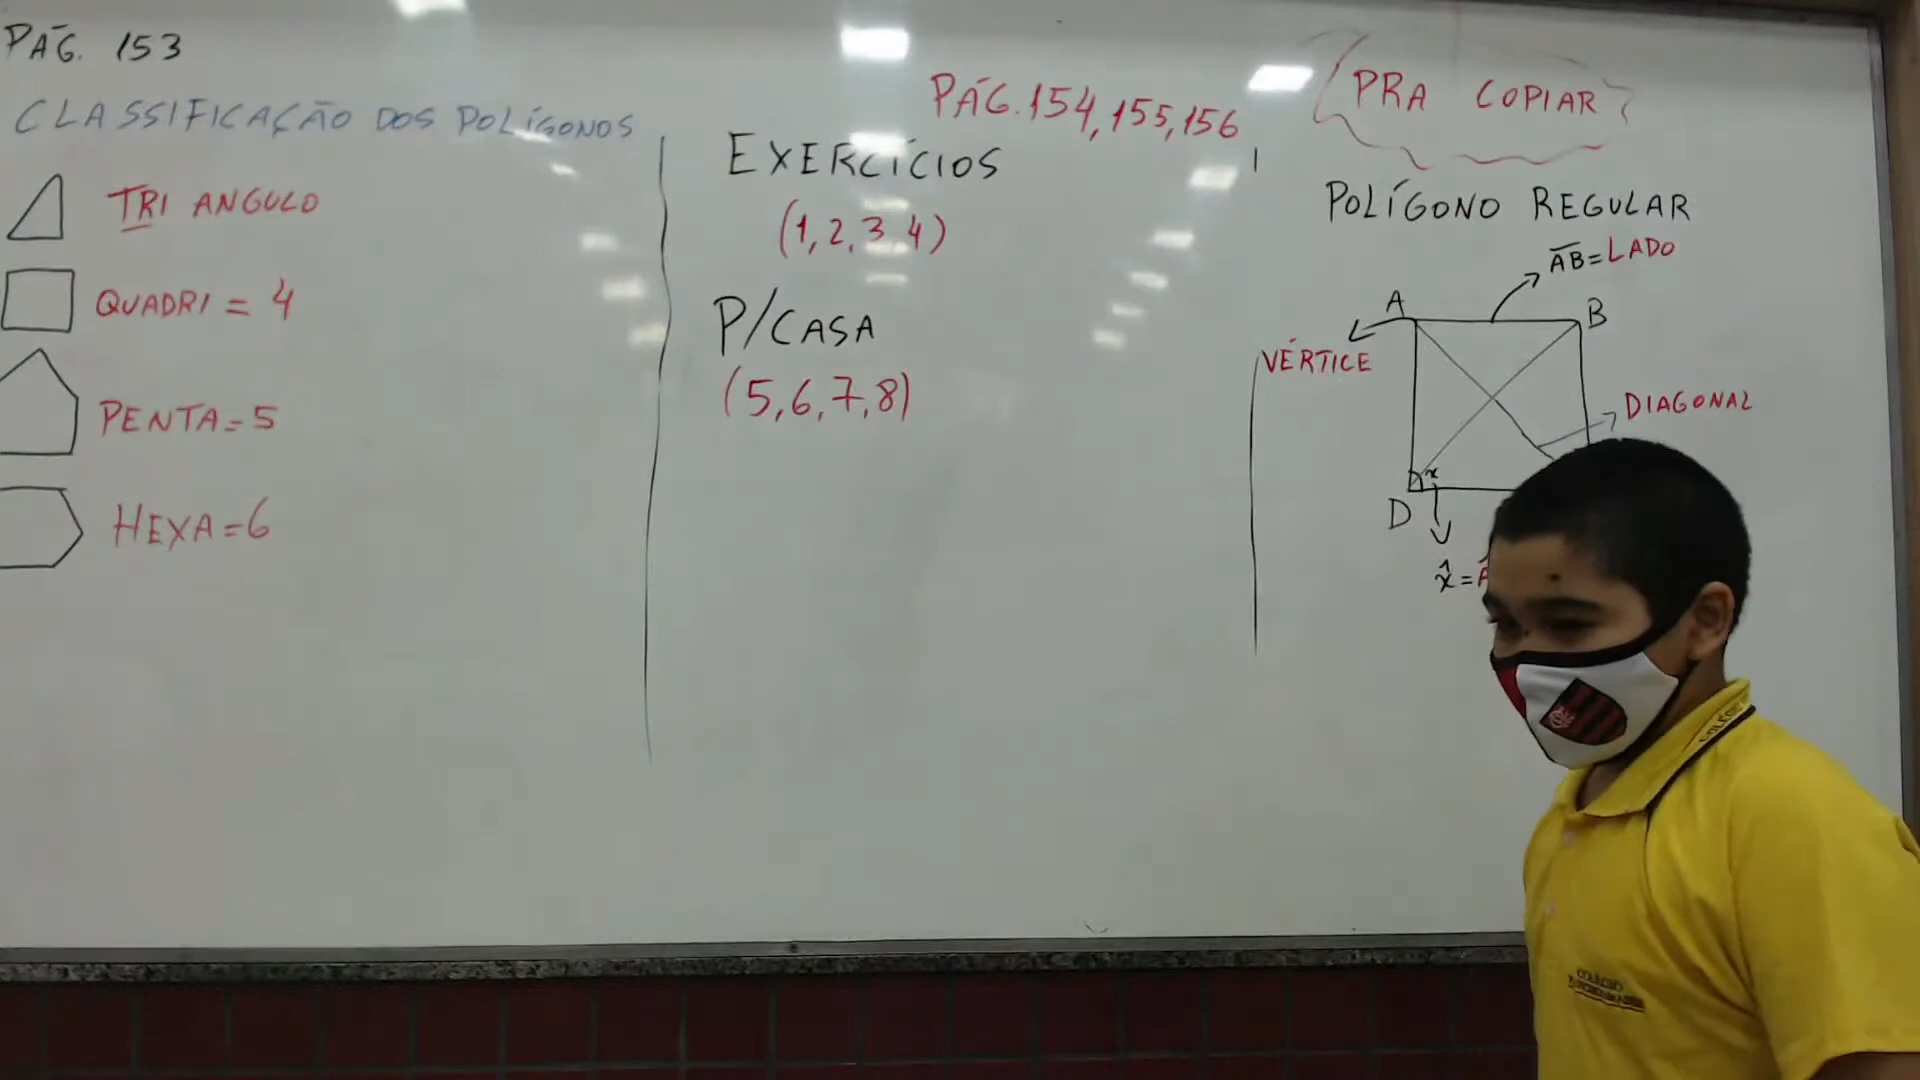 PÁG. 153
CLASSIFICAÇÃO DOS POLÍGONOS
TRI ANGULO
QUADRI = 4
PENTA = 5
HEXA = 6
PÁG. 154, 155, 156
EXERCÍCIOS
(1, 2, 3, 4)
P/CASA
(5, 6, 7, 8)
PRA COPIAR
POLÍGONO REGULAR
AB = LADO
A
B
VÉRTICE
DIAGONAL
x
D
x̂ =